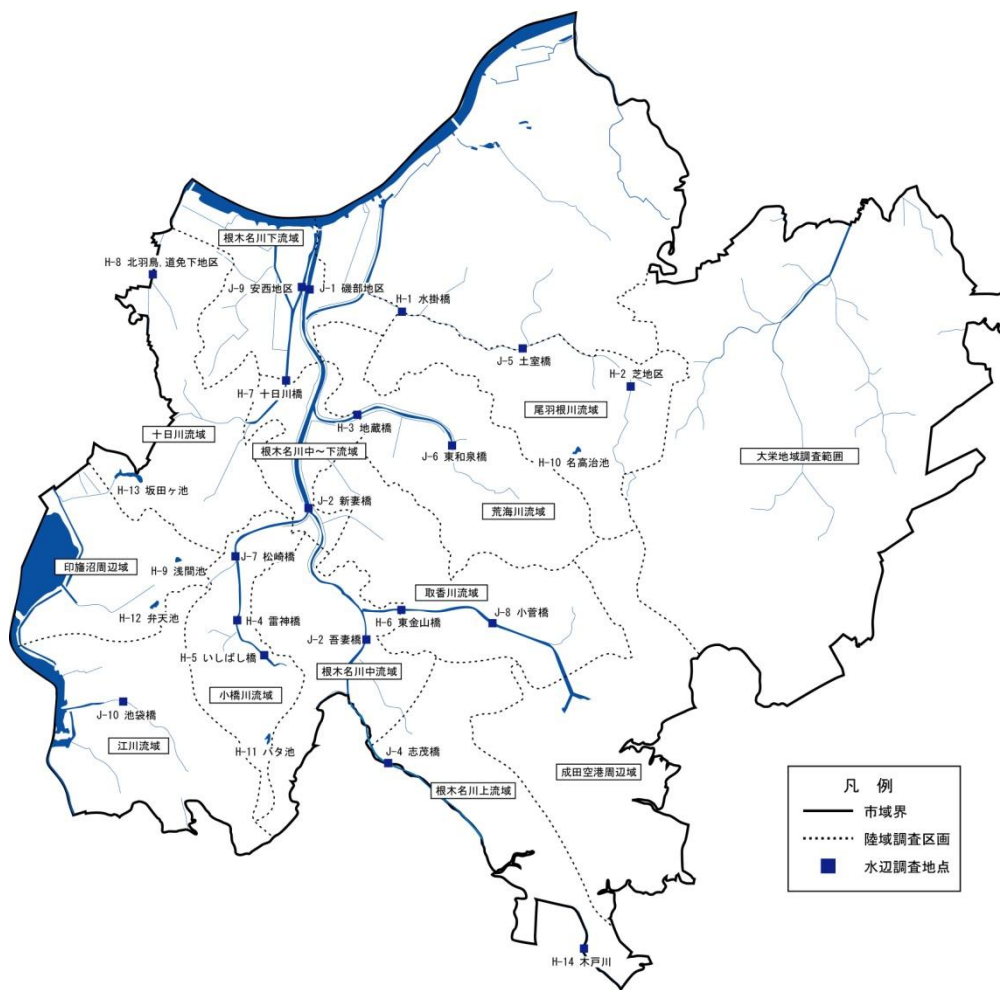 根木名川下流域
H-8 北羽鳥.道免下地区
J-9 安西地区
J-1 磯部地区
H-1 水掛橋
J-5 土室橋
H-2 芝地区
H-7 十日川橋
尾羽根川流域
H-3 地蔵橋
十日川流域
根木名川中～下流域
J-6 東和泉橋
H-10 名高治池
大栄地域調査範囲
H-13 坂田ヶ池
J-2 新妻橋
荒海川流域
J-7 松崎橋
印旛沼周辺域
H-9 浅間池
取香川流域
H-12 弁天池
H-4 雷神橋
H-6 東金山橋
J-8 小菅橋
J-2 吾妻橋
H-5 いしばし橋
根木名川中流域
小橋川流域
J-10 池袋橋
江川流域
H-11 バタ池
J-4 志茂橋
成田空港周辺域
根木名川上流域
凡 例
市域界
陸域調査区画
水辺調査地点
H-14 木戸川